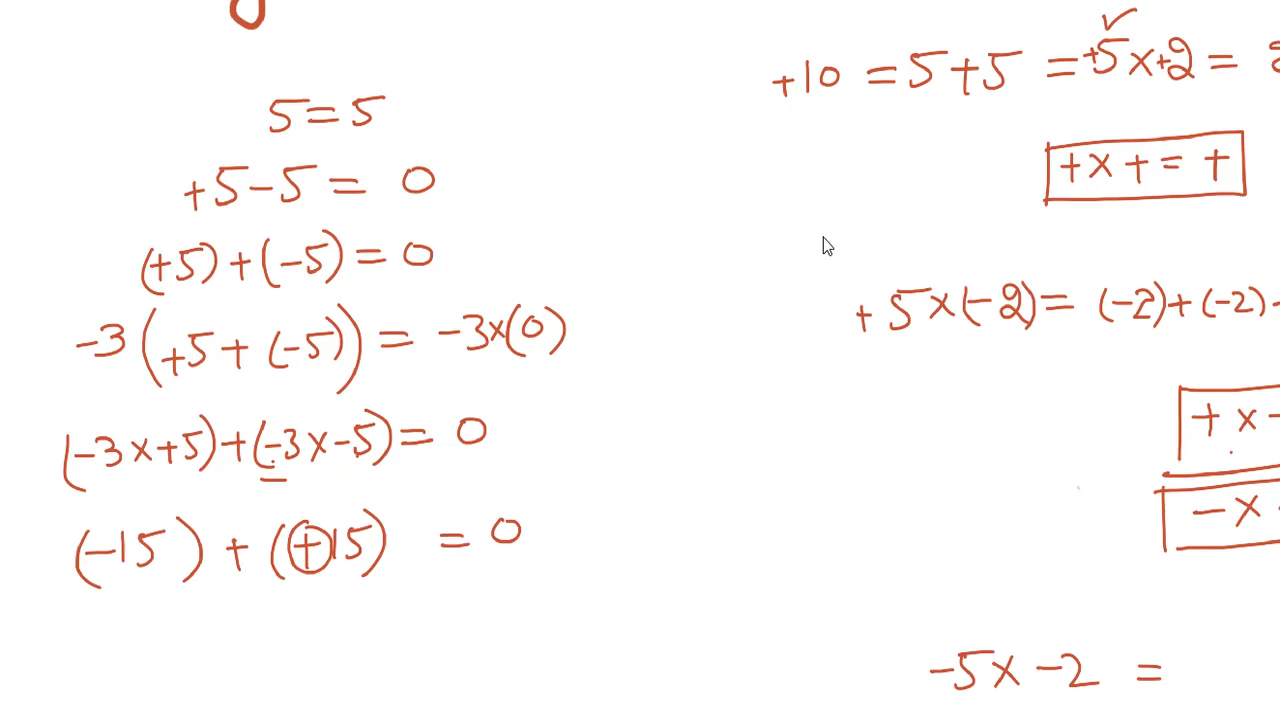 5=5
+5-5= 0
(+5)+(-5)=0
-3(+5+(-5))= -3x(0)
(-3x+5)+(-3x-5)= 0
(-15)+(+15) = 0
+10 =5+5 =+5x+2=
+x+=+
+5x(-2)= (-2)+(-2)
+x
-x
-5x-2 =